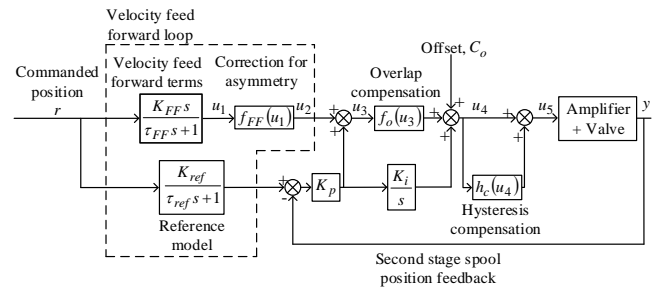 Velocity feed
forward loop
Commanded
position
r
Velocity feed
forward terms
K_FF s
τ_FF s+1
u_1
Correction for
asymmetry
f_FF(u_1)
u_2
+
+
u_3
Overlap
compensation
f_o(u_3)
Offset, C_o
+
+
+
u_4
+
+
u_5
Amplifier
+ Valve
y
K_ref
τ_ref s+1
Reference
model
+
-
K_p
K_i
s
h_c(u_4)
Hysteresis
compensation
Second stage spool
position feedback